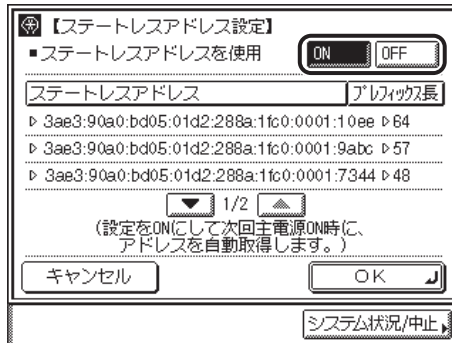 【ステートレスアドレス設定】
■ステートレスアドレスを使用 ON OFF
ステートレスアドレス プレフィックス長
▷ 3ae3:90a0:bd05:01d2:288a:1fc0:0001:10ee ▷64
▷ 3ae3:90a0:bd05:01d2:288a:1fc0:0001:9abc ▷57
▷ 3ae3:90a0:bd05:01d2:288a:1fc0:0001:7344 ▷48
▼ 1/2 ▲
(設定をONにして次回主電源ON時に、
アドレスを自動取得します。)
キャンセル OK
システム状況/中止